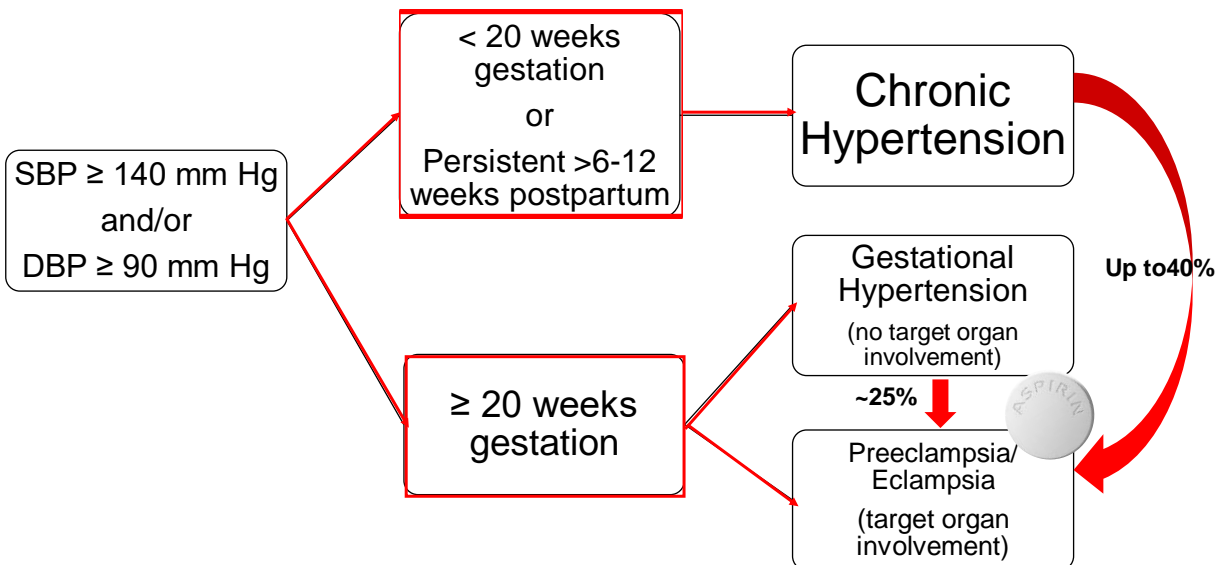 SBP ≥ 140 mm Hg
and/or
DBP ≥ 90 mm Hg
< 20 weeks
gestation
or
Persistent >6-12
weeks postpartum
Chronic
Hypertension
≥ 20 weeks
gestation
Gestational
Hypertension
(no target organ
involvement)
Up to40%
~25%
ASPIRIN
Preeclampsia/
Eclampsia
(target organ
involvement)